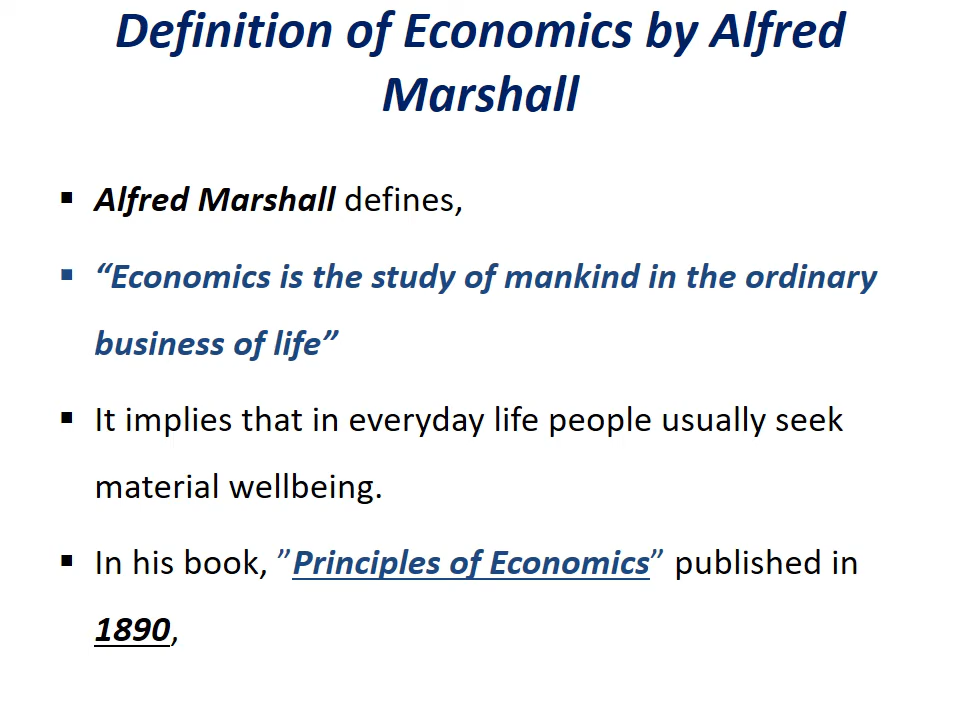 Definition of Economics by Alfred
Marshall
▪ Alfred Marshall defines,
▪ “Economics is the study of mankind in the ordinary
business of life”
▪ It implies that in everyday life people usually seek
material wellbeing.
▪ In his book, ”Principles of Economics” published in
1890,